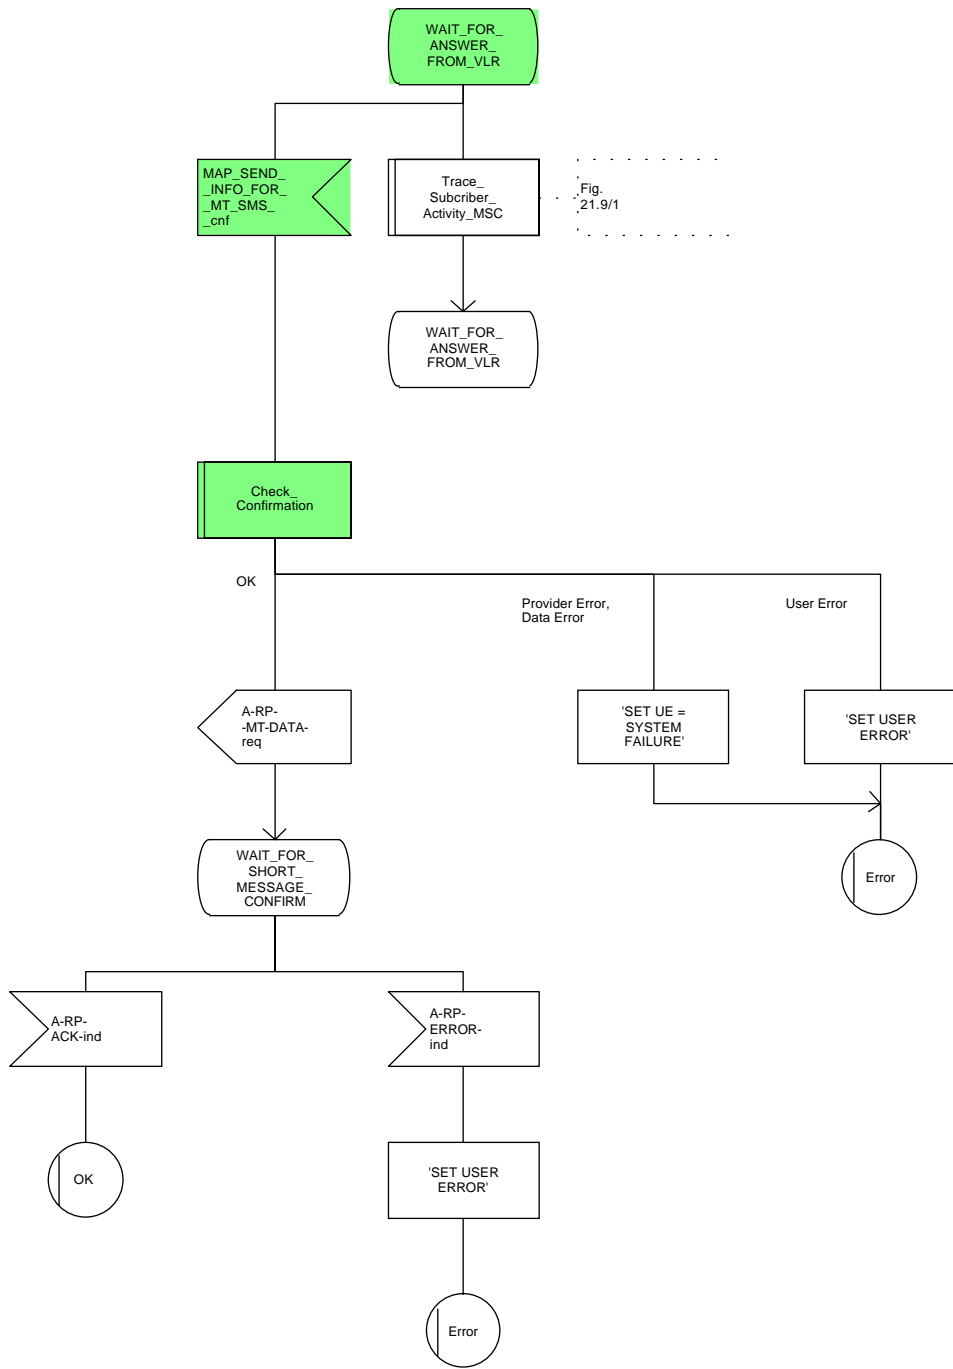 WAIT_FOR_
ANSWER_
FROM_VLR
MAP_SEND_
_INFO_FOR_
_MT_SMS_
_cnf
Trace_
Subcriber_
Activity_MSC
Fig.
21.9/1
WAIT_FOR_
ANSWER_
FROM_VLR
Check_
Confirmation
OK
Provider Error,
Data Error
User Error
A-RP-
-MT-DATA-
req
'SET UE =
SYSTEM
FAILURE'
'SET USER
ERROR'
WAIT_FOR_
SHORT_
MESSAGE_
CONFIRM
Error
A-RP-
ACK-ind
A-RP-
ERROR-
ind
OK
'SET USER
ERROR'
Error